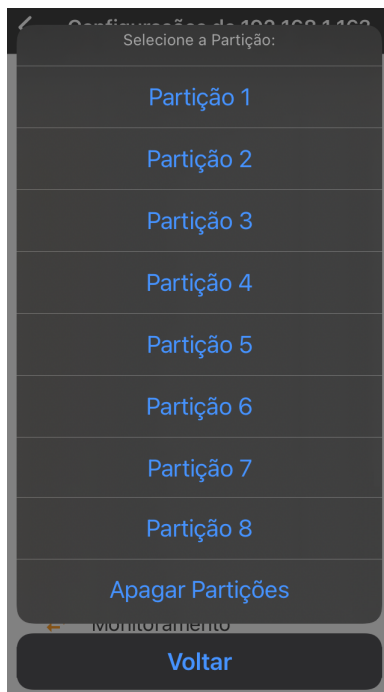 Selecione a Partição:
Partição 1
Partição 2
Partição 3
Partição 4
Partição 5
Partição 6
Partição 7
Partição 8
Apagar Partições
Monitoramento
Voltar